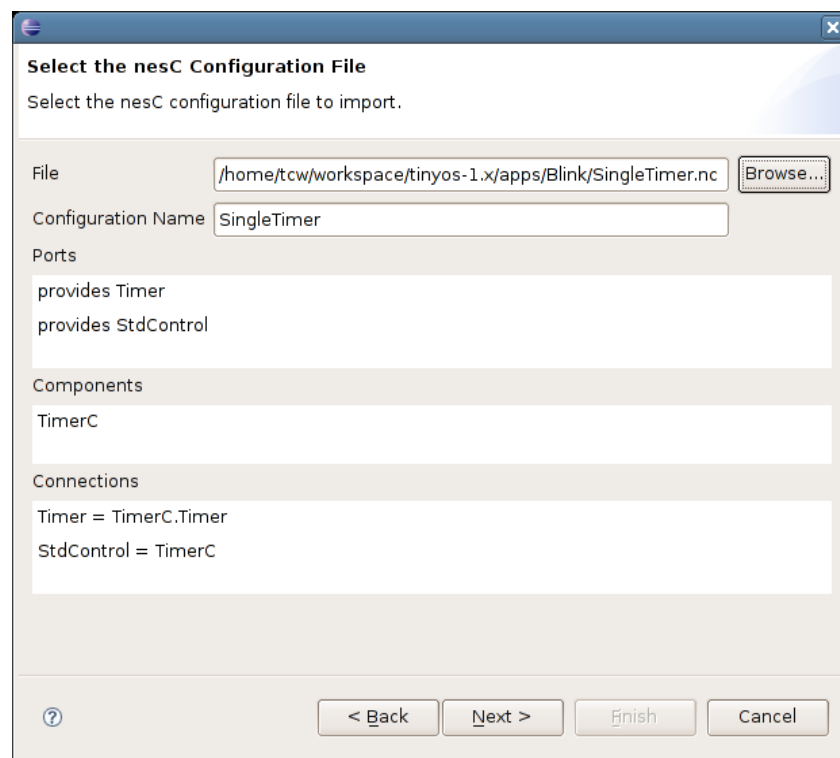 Select the nesC Configuration File
Select the nesC configuration file to import.
File /home/tcw/workspace/tinyos-1.x/apps/Blink/SingleTimer.nc Browse...
Configuration Name SingleTimer
Ports
provides Timer
provides StdControl
Components
TimerC
Connections
Timer = TimerC.Timer
StdControl = TimerC
? < Back Next > Finish Cancel